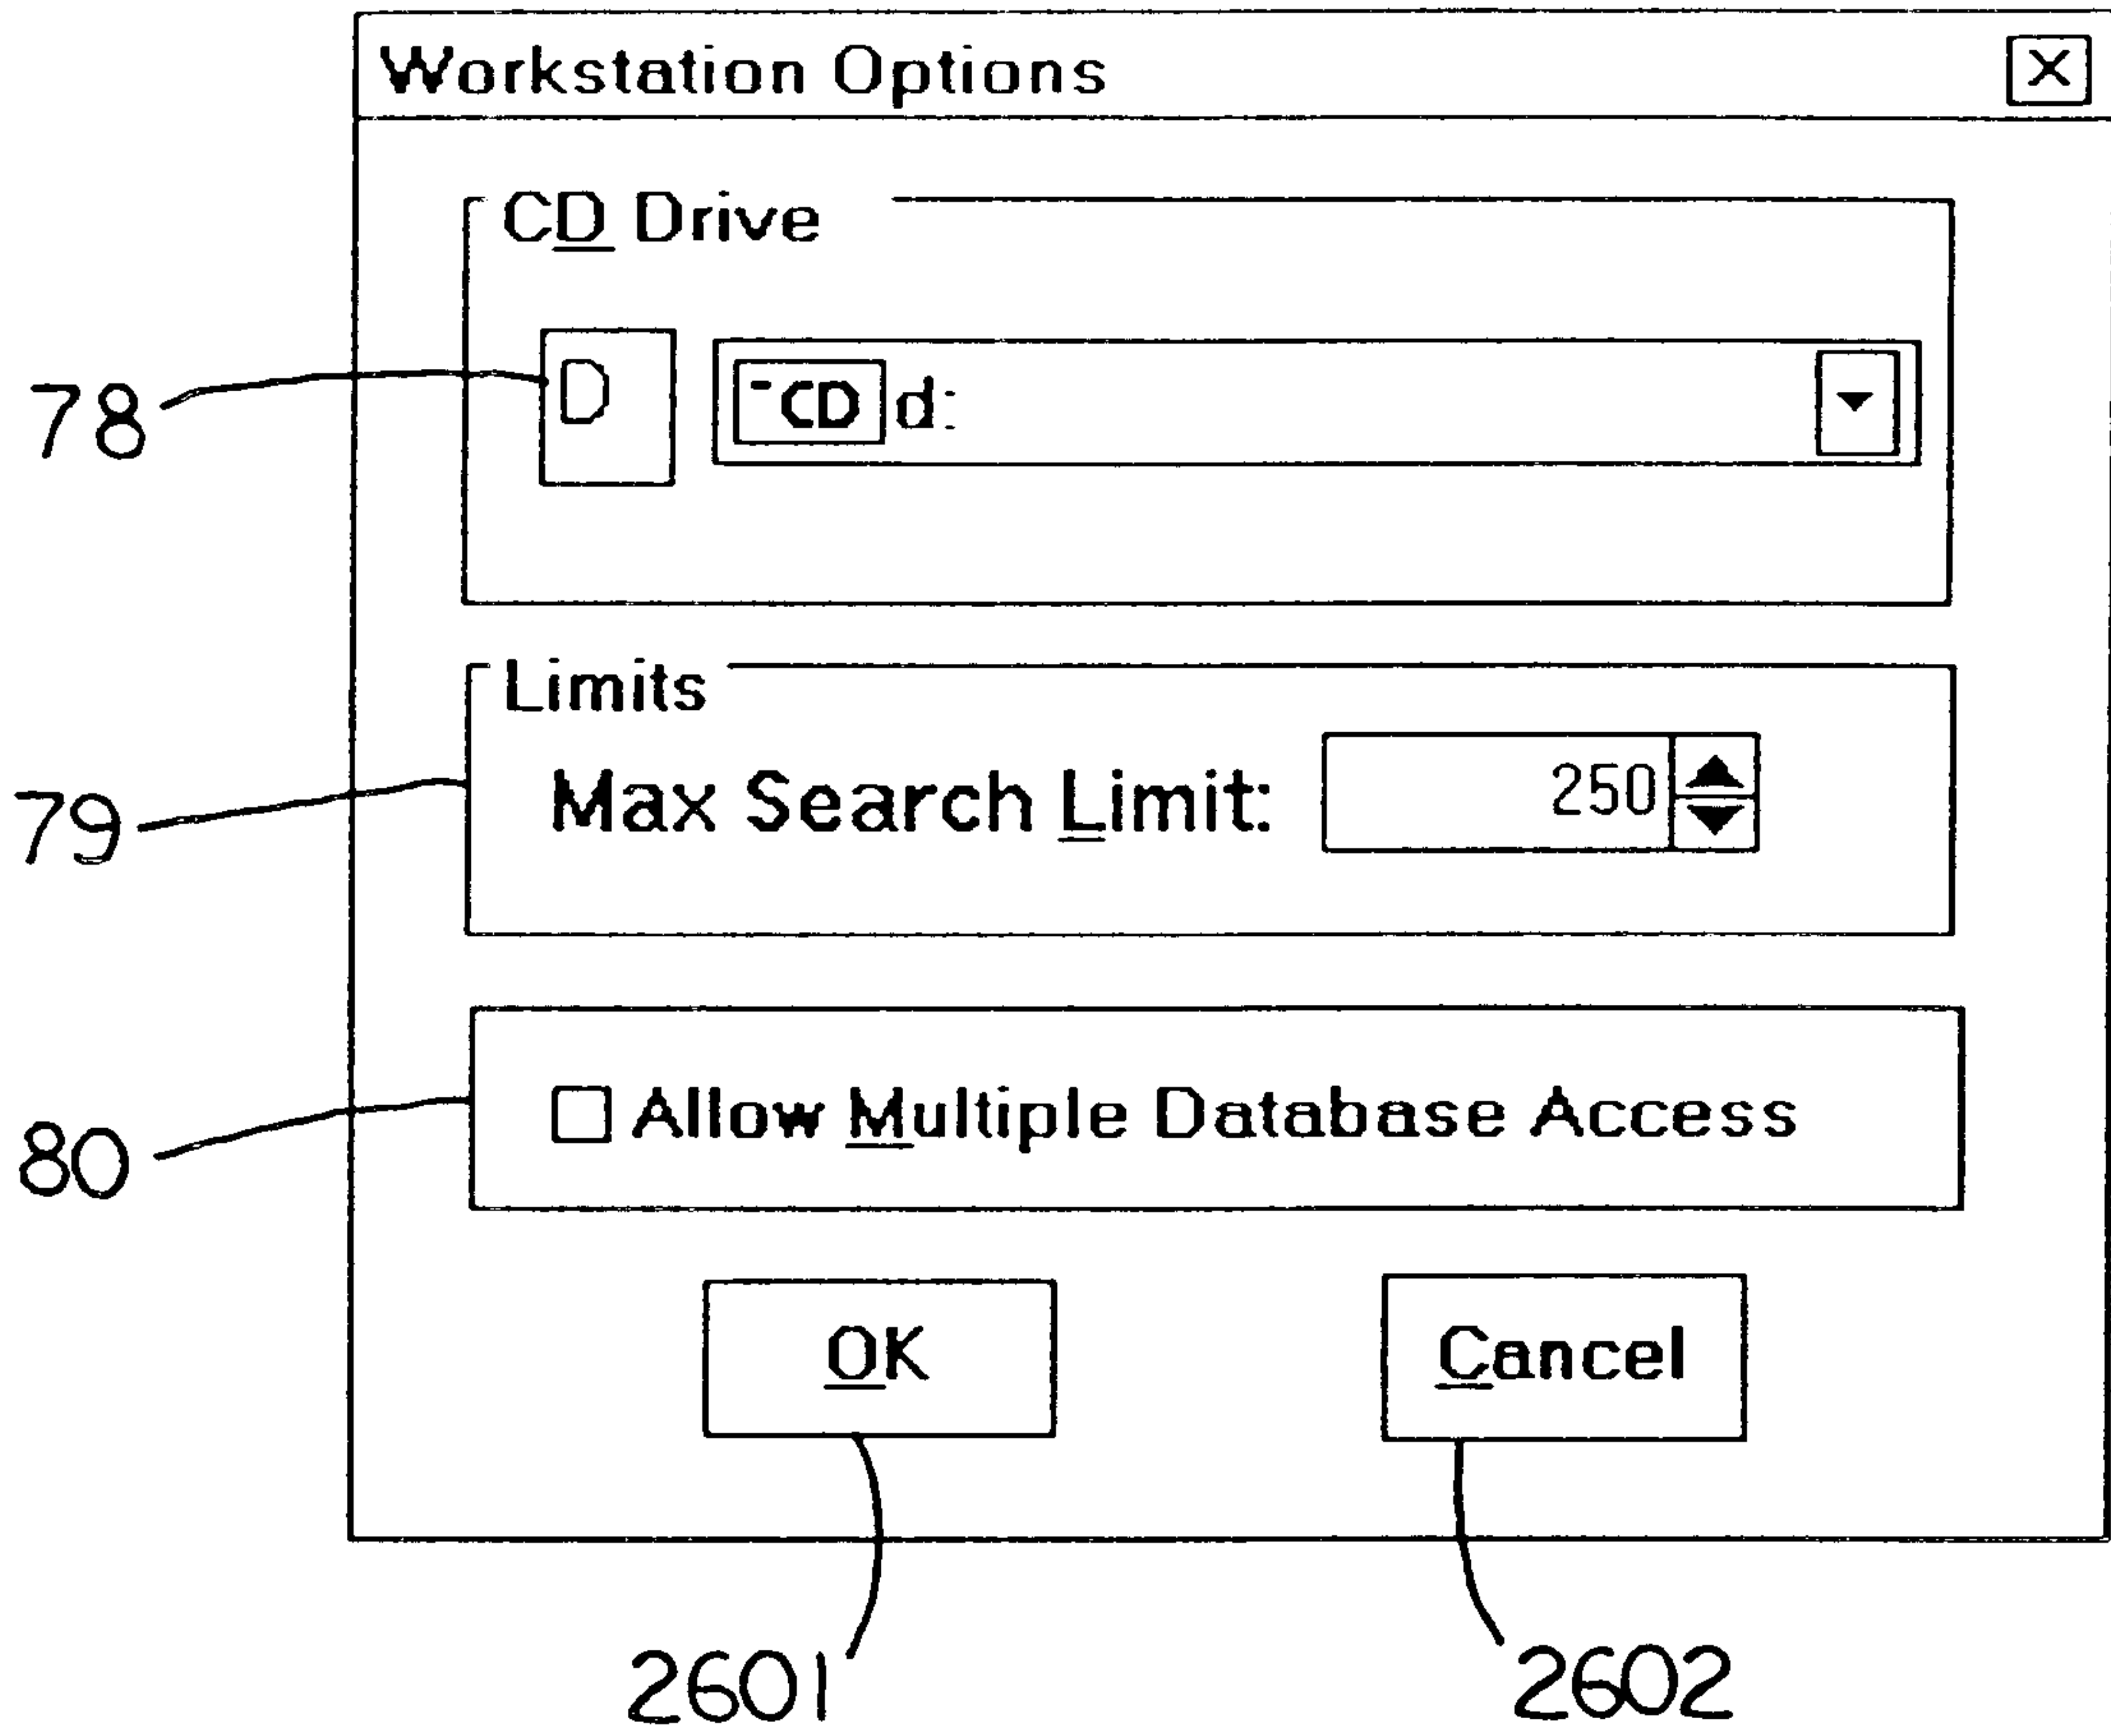 Workstation Options X
CD Drive
78 D CD d:
Limits
79 Max Search Limit: 250
80 Allow Multiple Database Access
OK Cancel
2601 2602